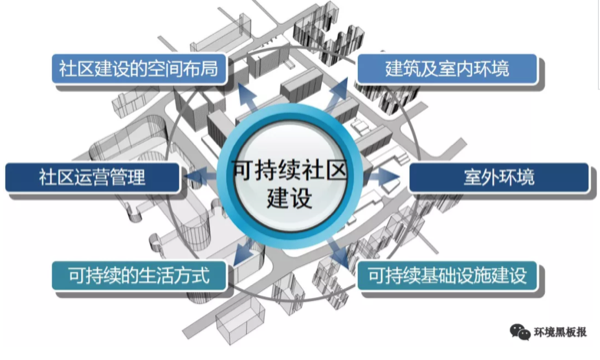 社区建设的空间布局
建筑及室内环境
可持续社区
建设
社区运营管理
室外环境
可持续的生活方式
可持续基础设施建设
环境黑板报